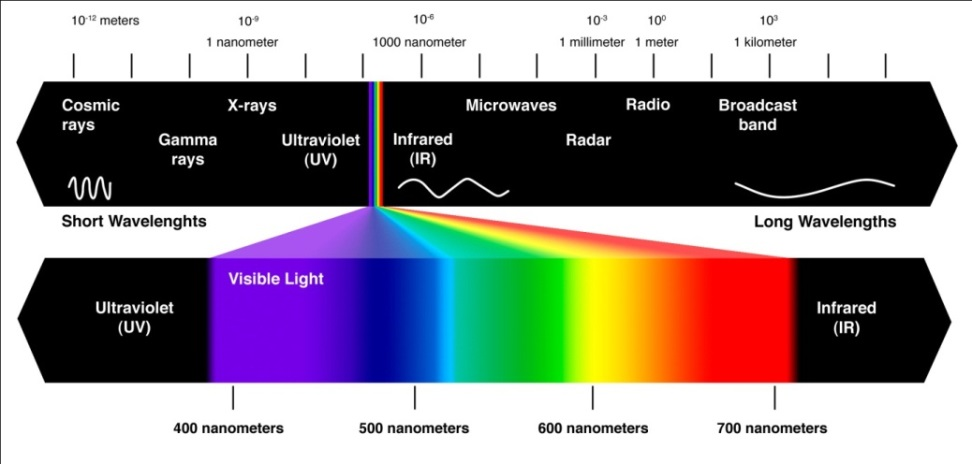 10-12 meters 10-9 10-6 10-3 100 103
1 nanometer 1000 nanometer 1 millimeter 1 meter 1 kilometer
Cosmic
rays
X-rays
Gamma
rays
Ultraviolet
(UV)
Infrared
(IR)
Microwaves
Radar
Radio
Broadcast
band
Short Wavelenghts
Long Wavelengths
Visible Light
Ultraviolet
(UV)
Infrared
(IR)
400 nanometers 500 nanometers 600 nanometers 700 nanometers